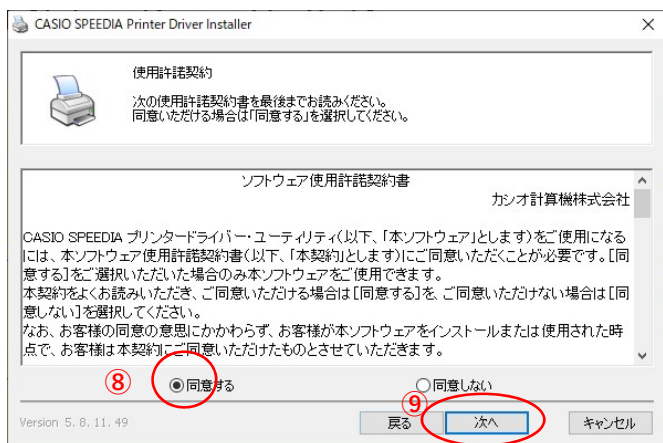 CASIO SPEEDIA Printer Driver Installer
使用許諾契約
次の使用許諾契約書を最後までお読みください。
同意いただける場合は「同意する」を選択してください。
ソフトウェア使用許諾契約書
カシオ計算機株式会社
CASIO SPEEDIA プリンタードライバー・ユーティリティ(以下、「本ソフトウェア」とします)をご使用になる
には、本ソフトウェア使用許諾契約書(以下、「本契約」とします)にご同意いただくことが必要です。[同
意する]をご選択いただいた場合のみ本ソフトウェアをご使用できます。
本契約をよくお読みいただき、ご同意いただける場合は[同意する]を、ご同意いただけない場合は[同
意しない]を選択してください。
なお、お客様の同意の意思にかかわらず、お客様が本ソフトウェアをインストールまたは使用された時
点で、お客様は本契約にご同意いただけたものとさせていただきます。
⑧ 同意する 同意しない
⑨
Version 5.8.11.49 戻る 次へ キャンセル